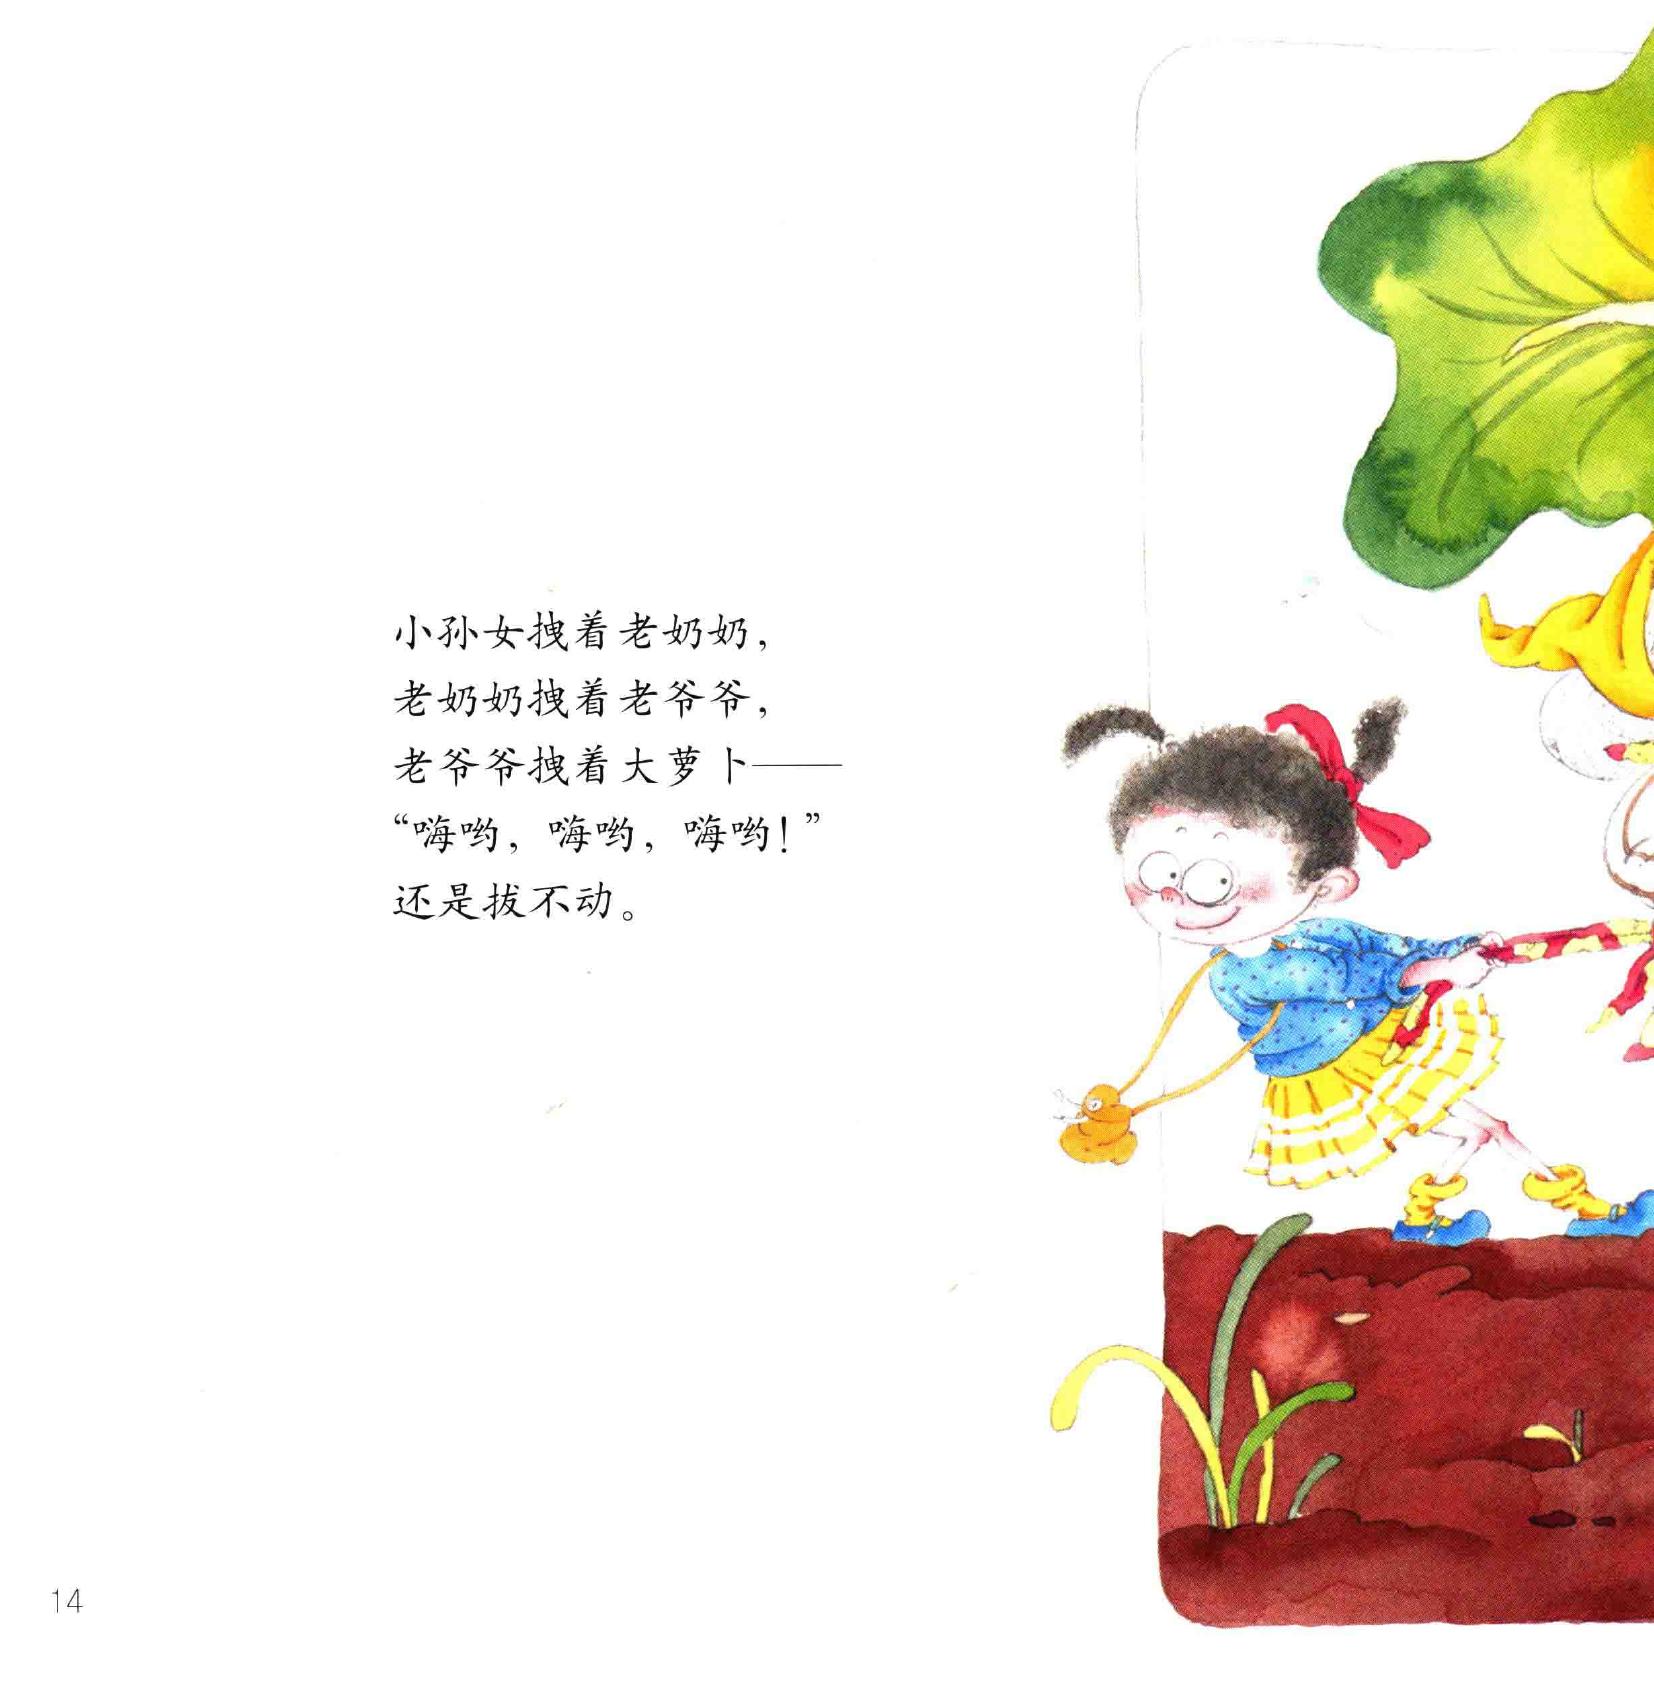 小孙女拽着老奶奶，
老奶奶拽着老爷爷，
老爷爷拽着大萝卜——
“嗨哟，嗨哟，嗨哟！”
还是拔不动。
14